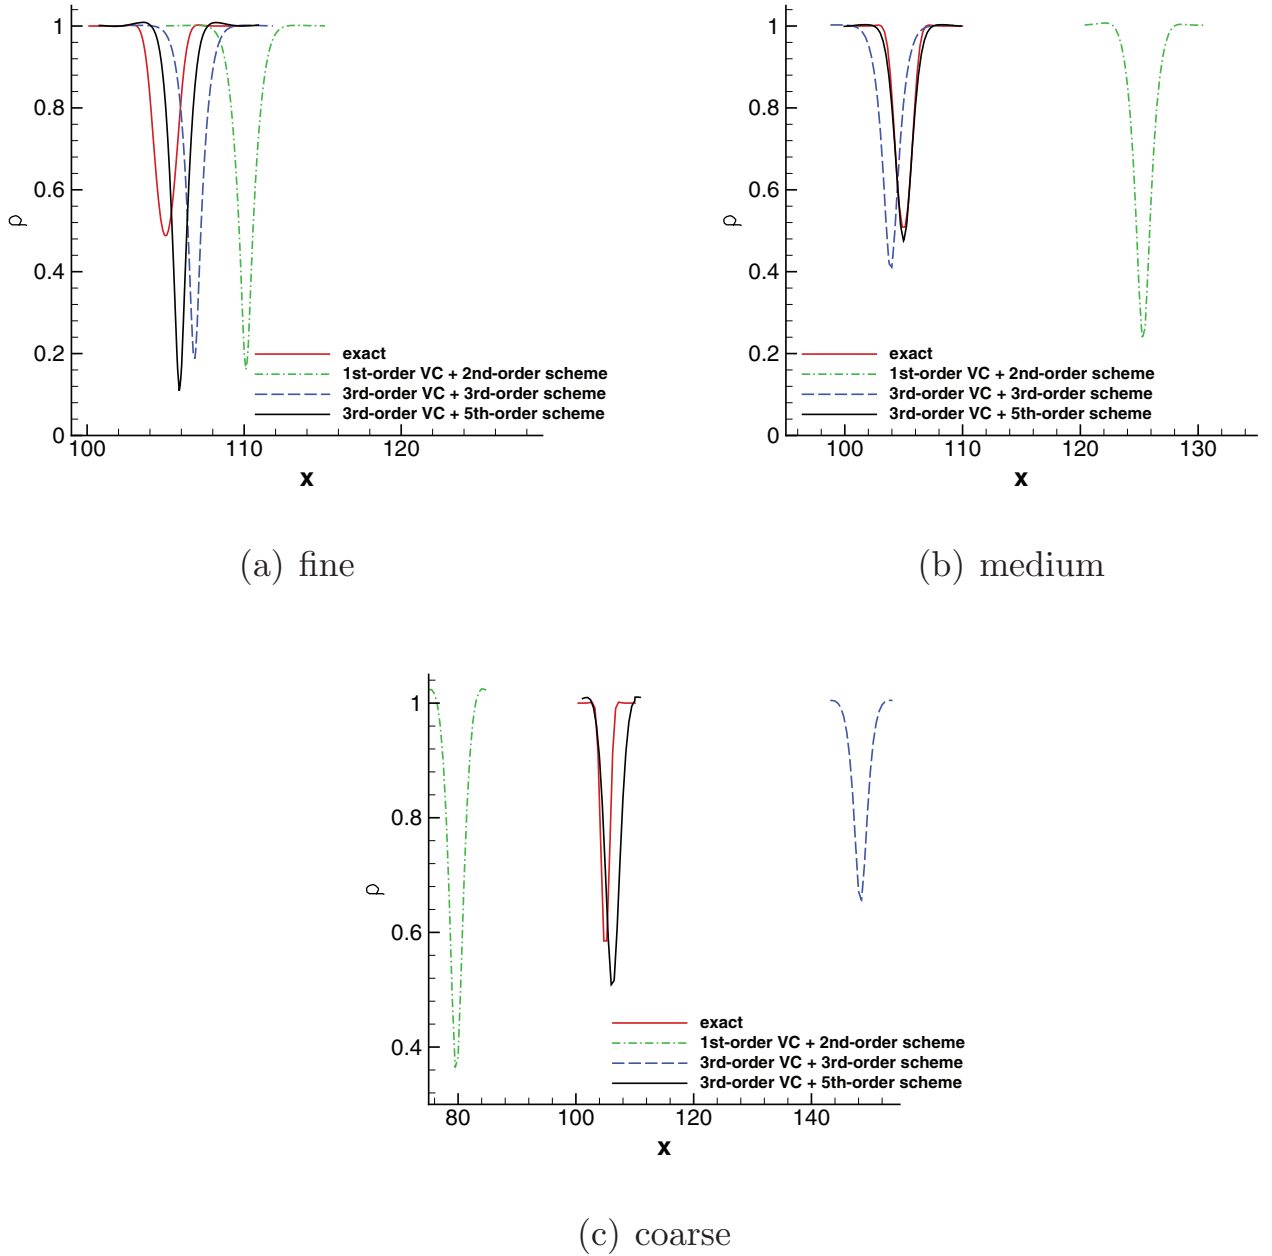 1
0.8
0.6
0.4
0.2
0
ρ
100
110
120
x
exact
1st-order VC + 2nd-order scheme
3rd-order VC + 3rd-order scheme
3rd-order VC + 5th-order scheme
(a) fine
1
0.8
0.6
0.4
0.2
0
ρ
100
110
120
130
x
exact
1st-order VC + 2nd-order scheme
3rd-order VC + 3rd-order scheme
3rd-order VC + 5th-order scheme
(b) medium
1
0.8
0.6
0.4
ρ
80
100
120
140
x
exact
1st-order VC + 2nd-order scheme
3rd-order VC + 3rd-order scheme
3rd-order VC + 5th-order scheme
(c) coarse